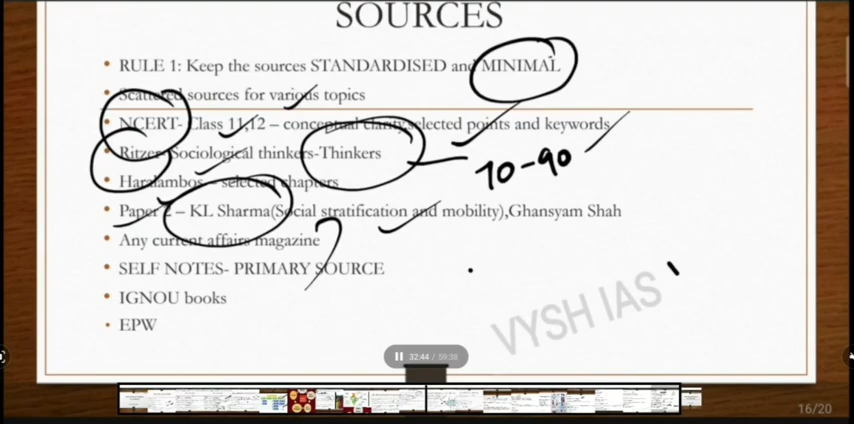 SOURCES
• RULE 1: Keep the sources STANDARDISED and MINIMAL
• Scattered sources for various topics
• NCERT- Class 11,12 – conceptual clarity,selected points and keywords
• Ritzer-Sociological thinkers-Thinkers
70-90
• Haralambos – selected chapters
• Paper 2 – KL Sharma(Social stratification and mobility),Ghansyam Shah
• Any current affairs magazine
• SELF NOTES- PRIMARY SOURCE
• IGNOU books
• EPW
VYSH IAS
32:44 / 59:38
16/20